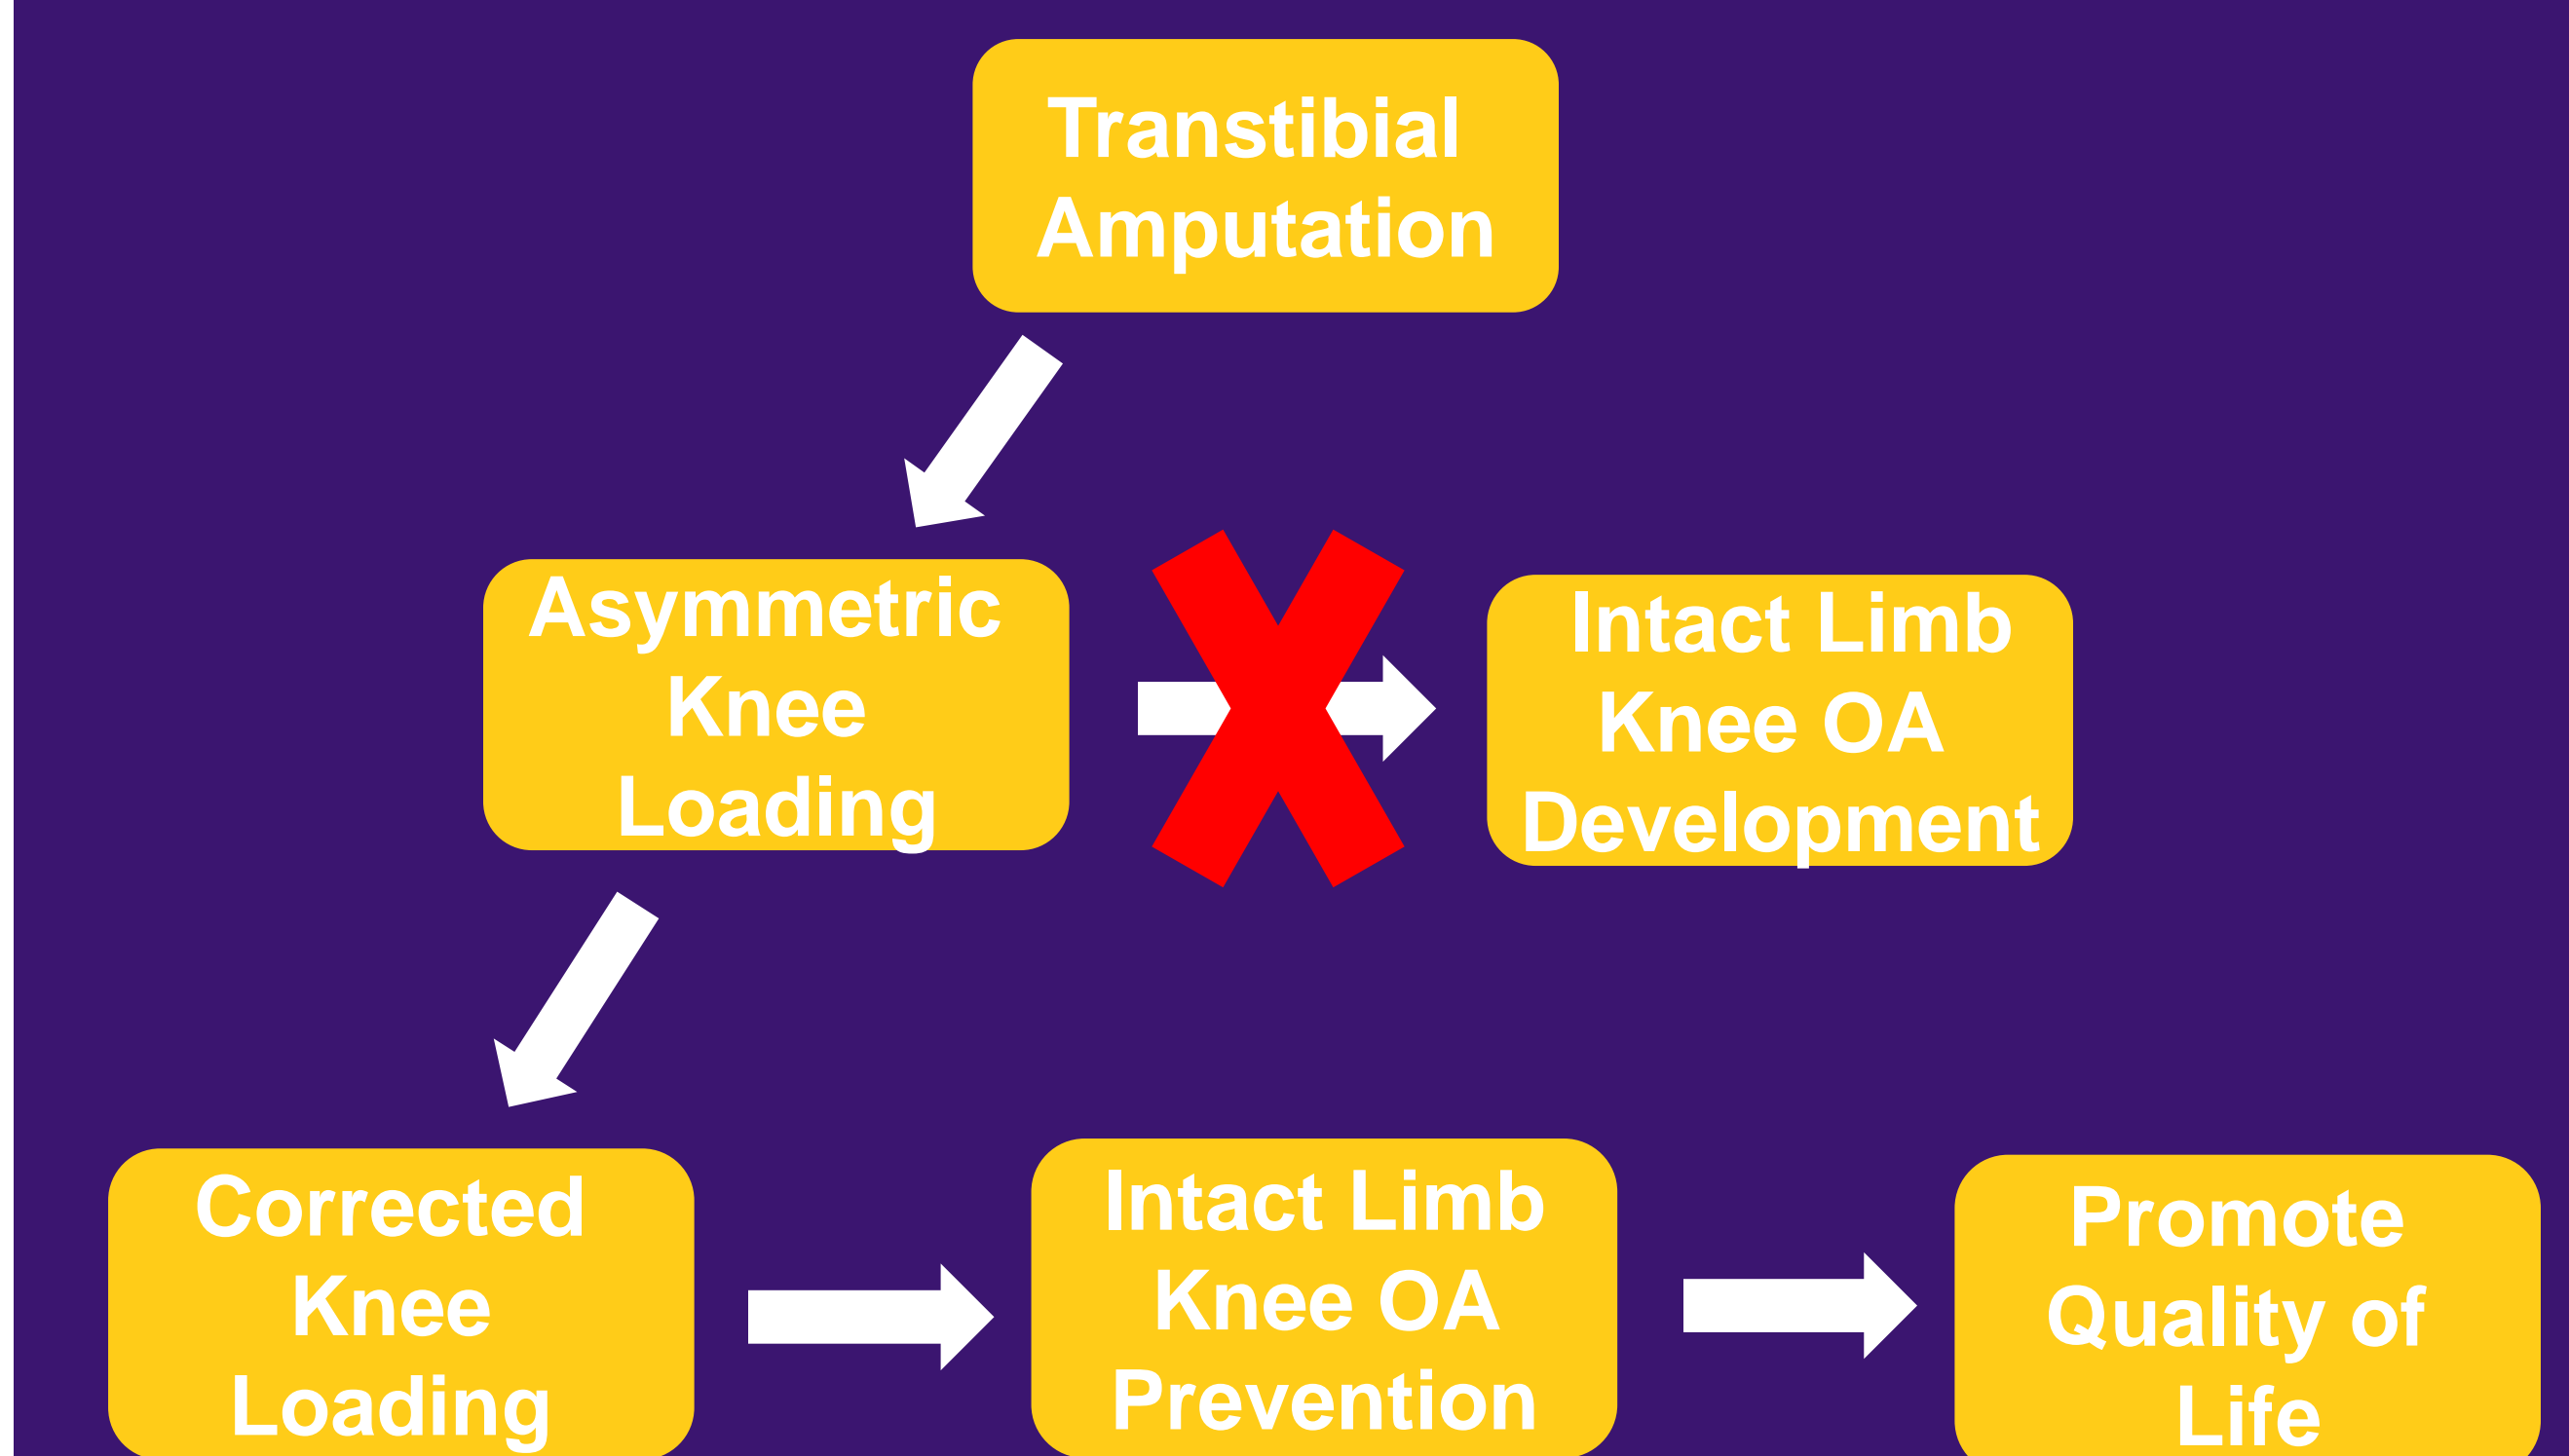 Transtibial
Amputation
Asymmetric
Knee
Loading
Intact Limb
Knee OA
Development
Corrected
Knee
Loading
Intact Limb
Knee OA
Prevention
Promote
Quality of
Life